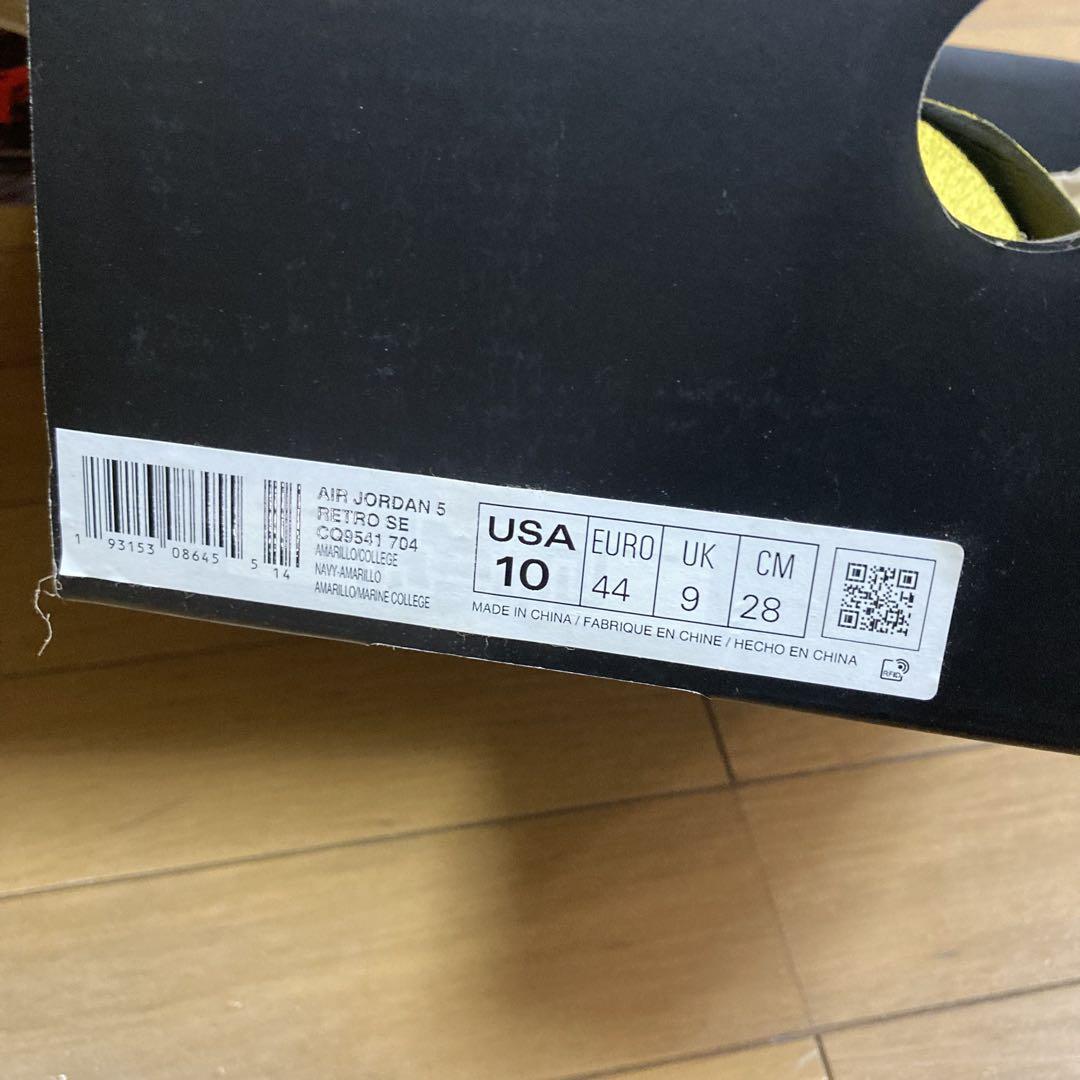 AIR JORDAN 5
RETRO SE
CQ9541 704
AMARILLO/COLLEGE
NAVY-AMARILLO
AMARILLO/MARINE COLLEGE
1 93153 08645 5 14
USA
10
EURO
44
UK
9
CM
28
MADE IN CHINA / FABRIQUE EN CHINE / HECHO EN CHINA
RFID